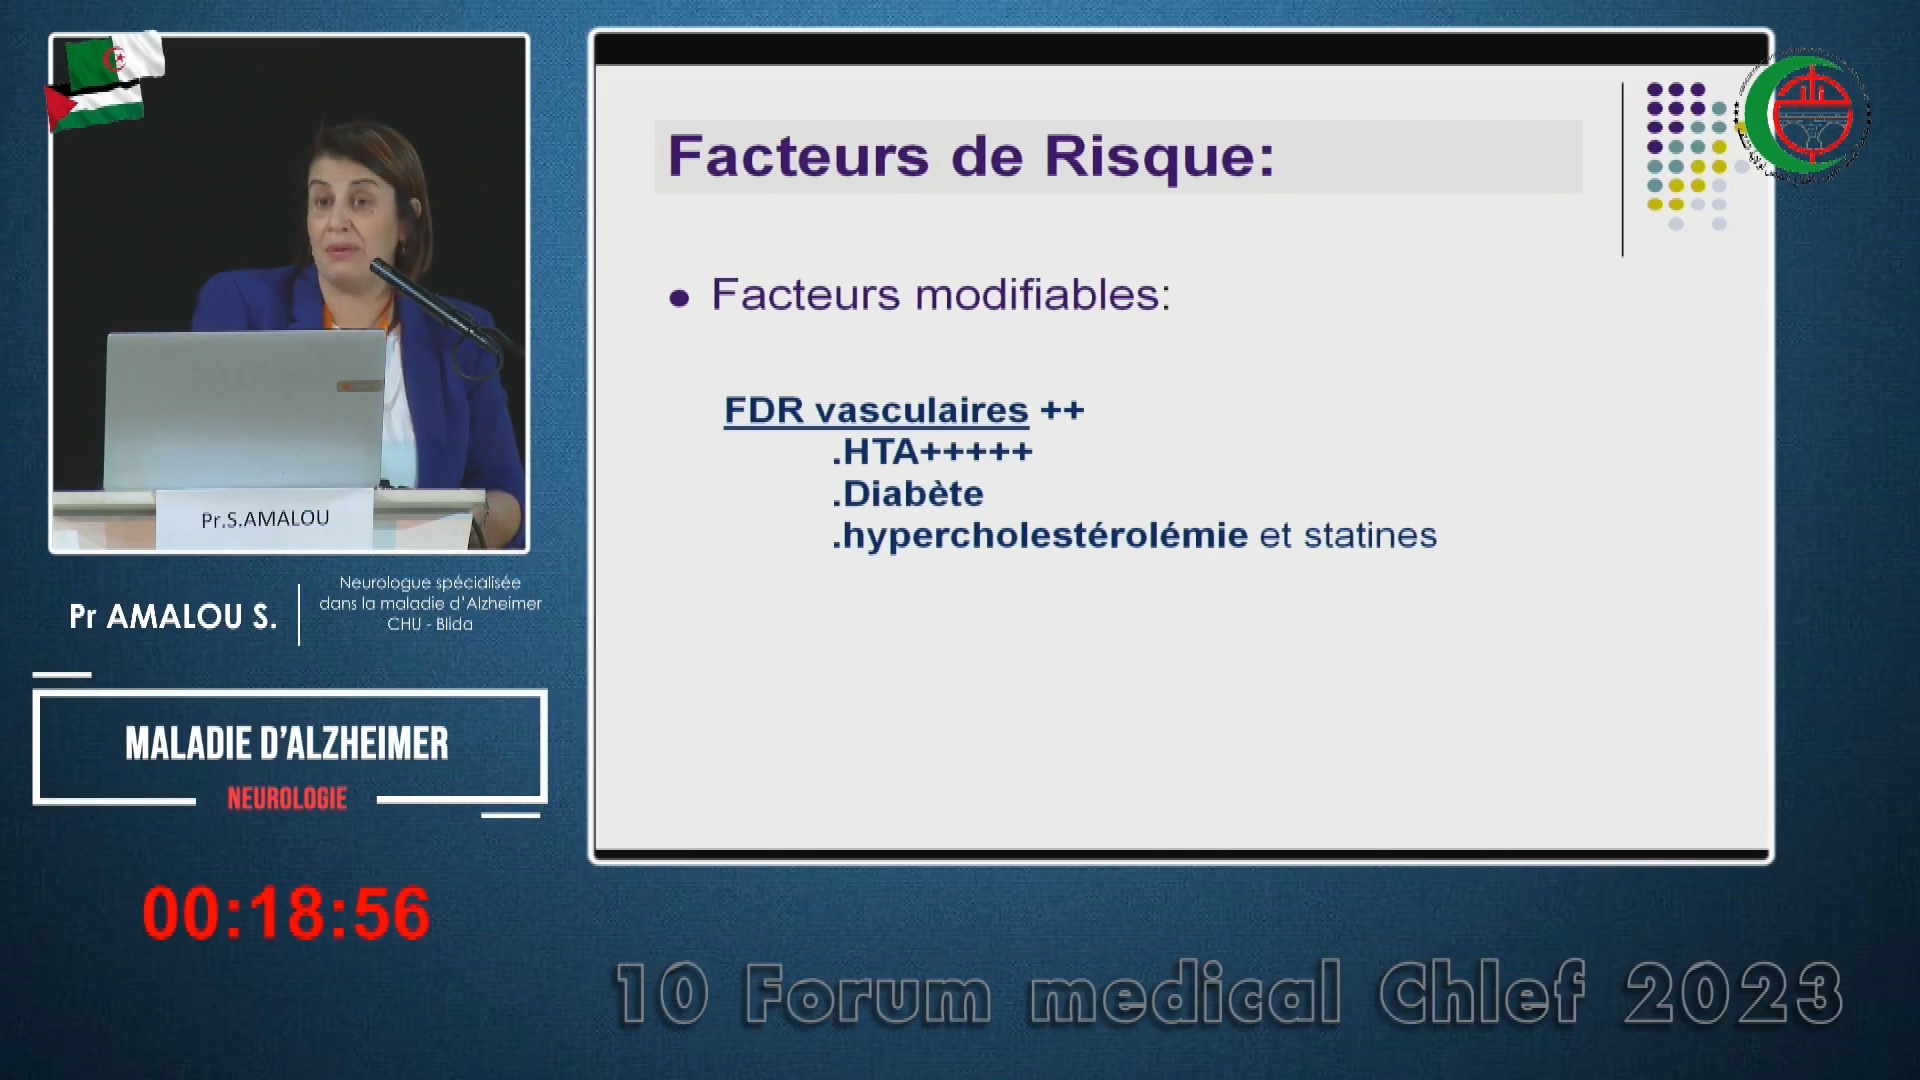 Facteurs de Risque:
● Facteurs modifiables:
FDR vasculaires ++
.HTA+++++
.Diabète
.hypercholestérolémie et statines
Pr.S.AMALOU
Pr AMALOU S.
Neurologue spécialisée
dans la maladie d'Alzheimer
CHU - Blida
MALADIE D'ALZHEIMER
NEUROLOGIE
00:18:56
10 Forum medical Chlef 2023